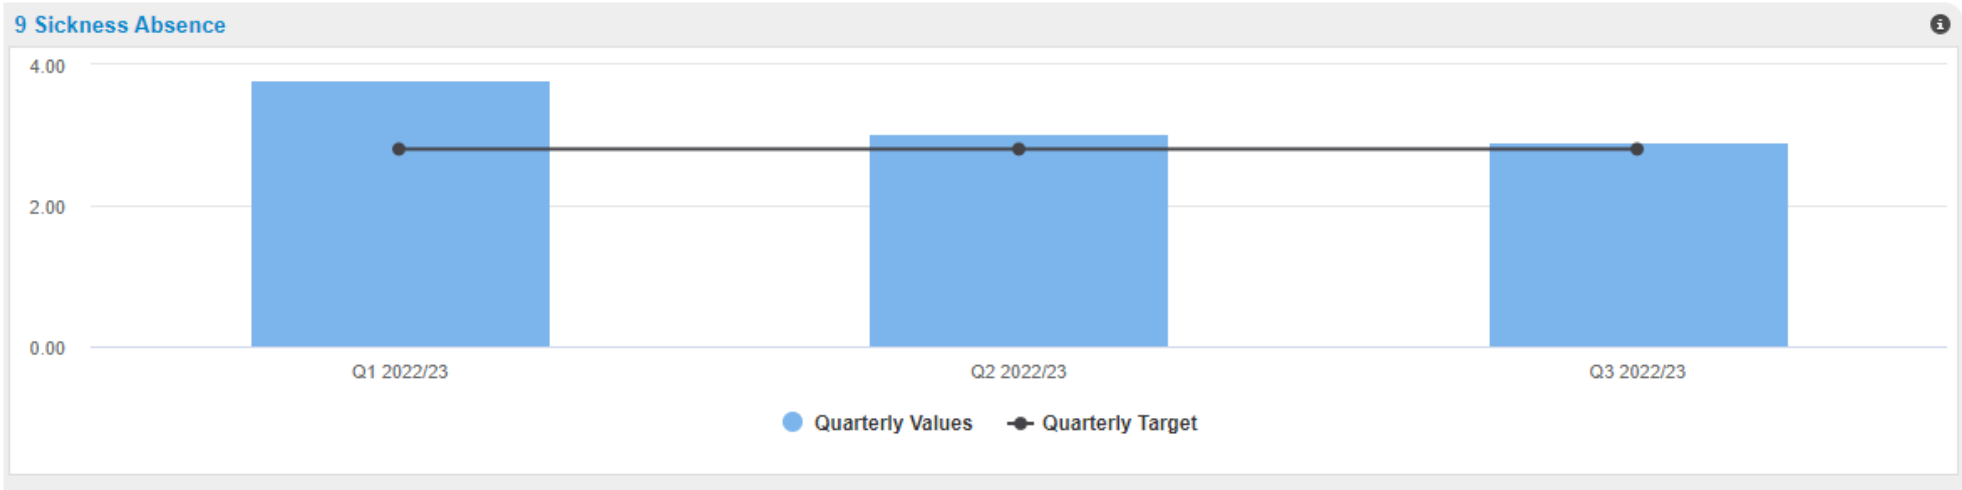 9 Sickness Absence
4.00
2.00
0.00
Q1 2022/23 Q2 2022/23 Q3 2022/23
Quarterly Values Quarterly Target